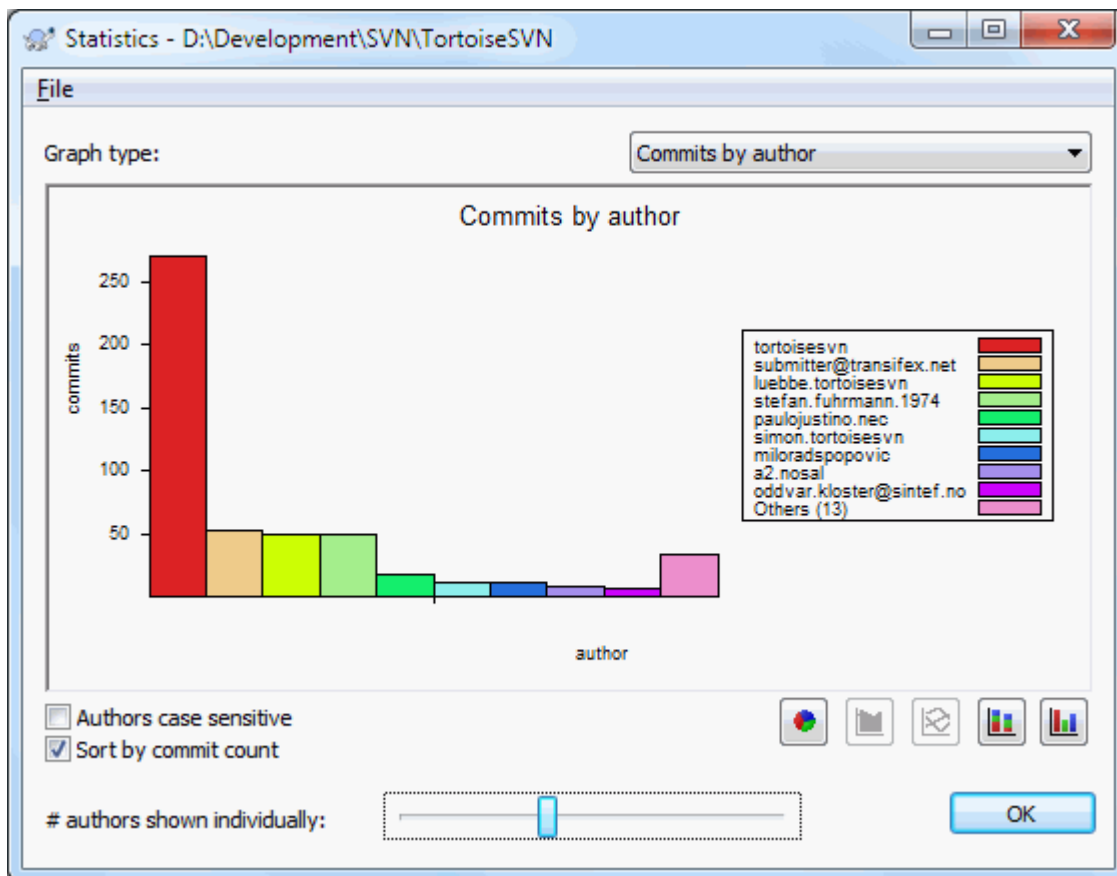 Statistics - D:\Development\SVN\TortoiseSVN
File
Graph type:
Commits by author
Commits by author
250
200
150
100
50
commits
author
tortoisesvn
submitter@transifex.net
luebbe.tortoisesvn
stefan.fuhrmann.1974
paulojustino.nec
simon.tortoisesvn
miloradspopovic
a2.nosal
oddvar.kloster@sintef.no
Others (13)
Authors case sensitive
Sort by commit count
# authors shown individually:
OK